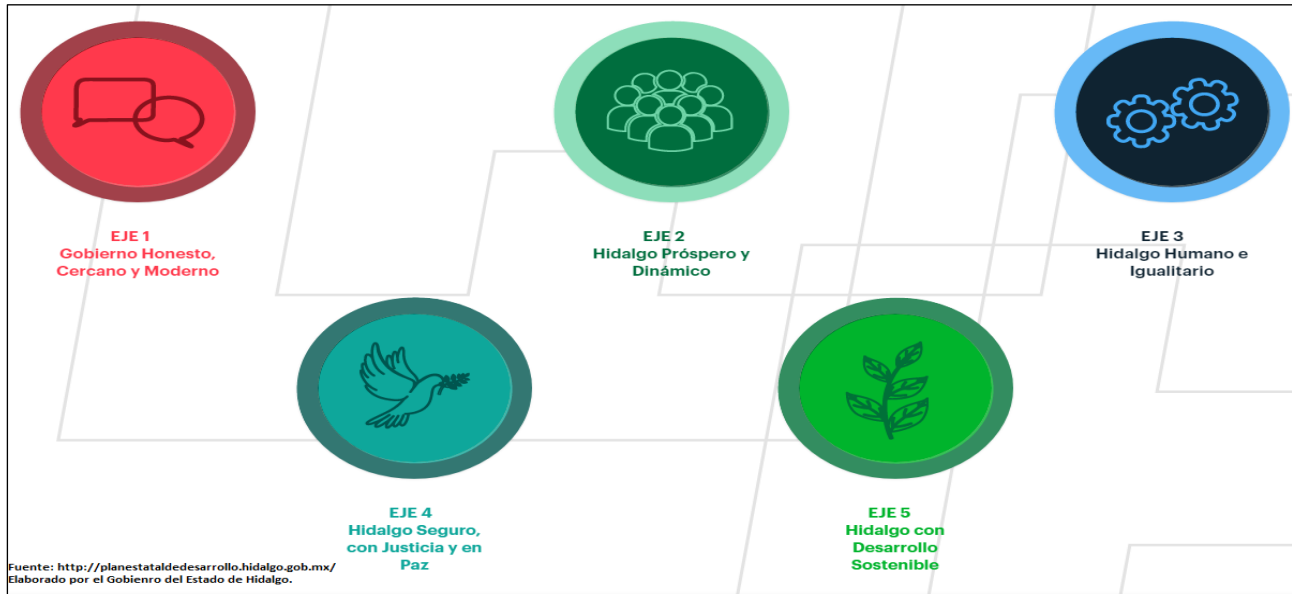 EJE 1
Gobierno Honesto,
Cercano y Moderno
EJE 2
Hidalgo Próspero y
Dinámico
EJE 3
Hidalgo Humano e
Igualitario
EJE 4
Hidalgo Seguro,
con Justicia y en
Paz
EJE 5
Hidalgo con
Desarrollo
Sostenible
Fuente: http://planestataldedesarrollo.hidalgo.gob.mx/
Elaborado por el Gobienro del Estado de Hidalgo.